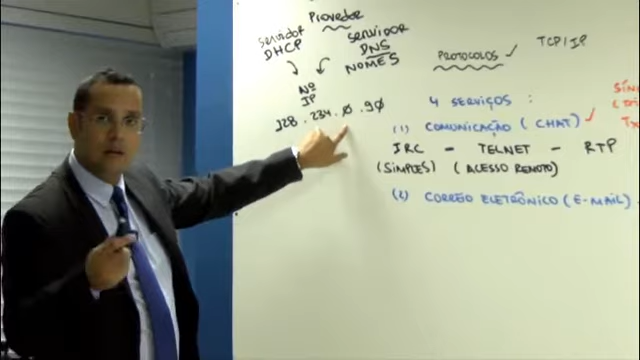 Provedor
Servidor
DHCP
Servidor
DNS
NOMES
Nº
IP
128.234.0.90
PROTOCOLOS ✓
TCP/IP
4 SERVIÇOS :
(1) COMUNICAÇÃO (CHAT) ✓
IRC - TELNET - RTP
(SIMPLES) (ACESSO REMOTO)
(2) CORREIO ELETRÔNICO (E-MAIL)